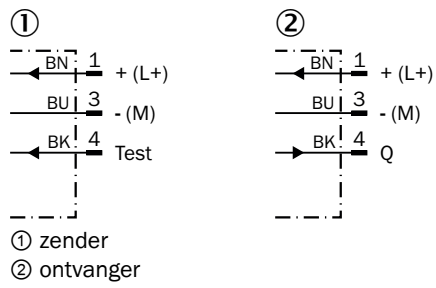 ① ②
BN 1 + (L+) BN 1 + (L+)
BU 3 - (M) BU 3 - (M)
BK 4 Test BK 4 Q
① zender
② ontvanger